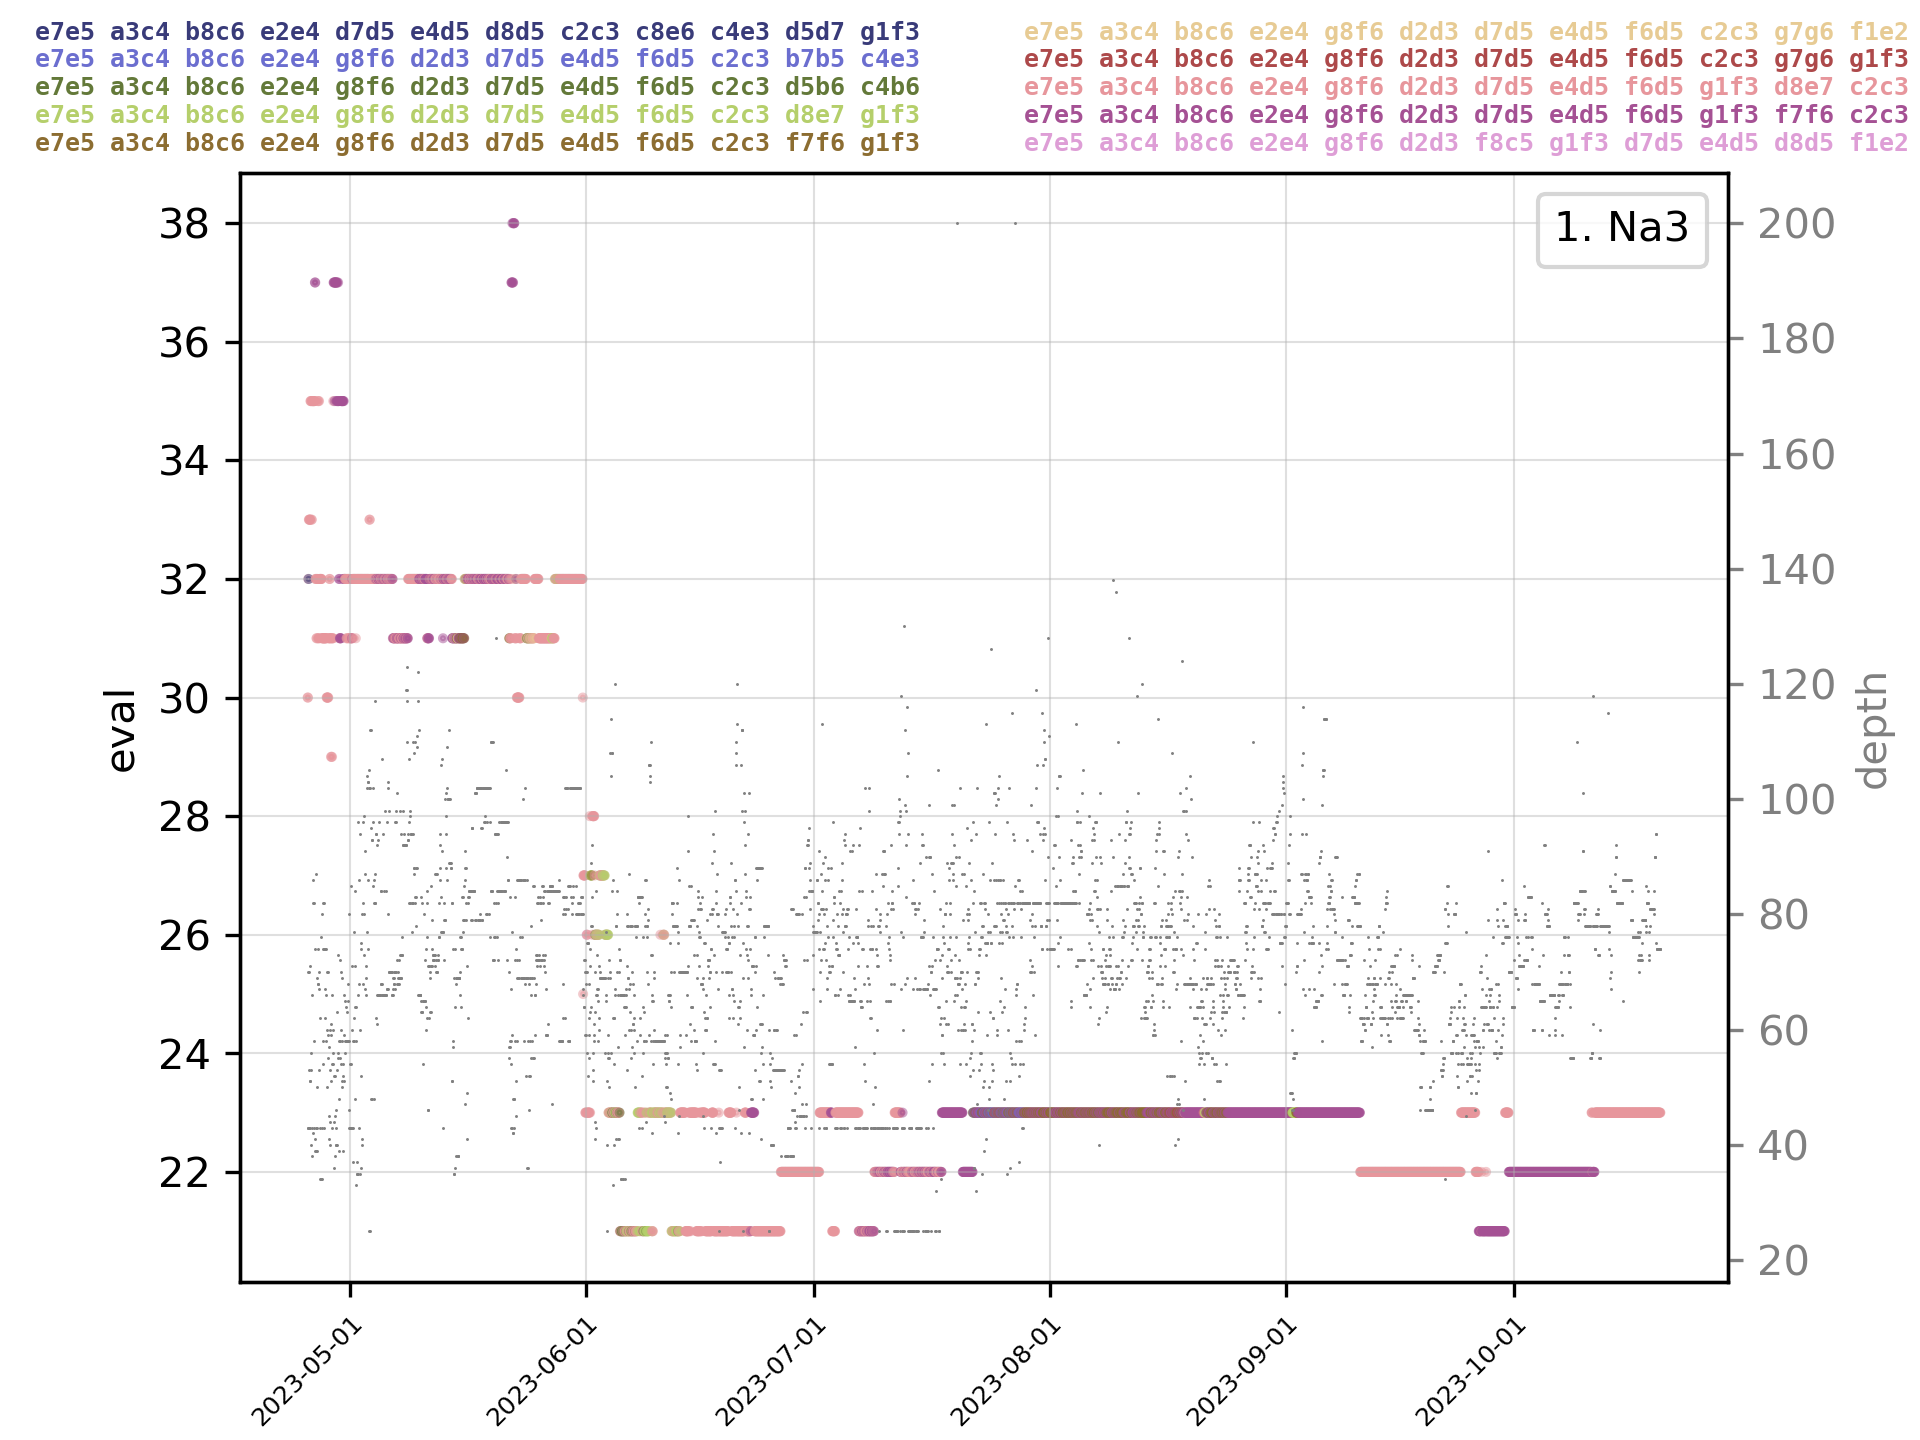 e7e5 a3c4 b8c6 e2e4 d7d5 e4d5 d8d5 c2c3 c8e6 c4e3 d5d7 g1f3
e7e5 a3c4 b8c6 e2e4 g8f6 d2d3 d7d5 e4d5 f6d5 c2c3 b7b5 c4e3
e7e5 a3c4 b8c6 e2e4 g8f6 d2d3 d7d5 e4d5 f6d5 c2c3 d5b6 c4b6
e7e5 a3c4 b8c6 e2e4 g8f6 d2d3 d7d5 e4d5 f6d5 c2c3 d8e7 g1f3
e7e5 a3c4 b8c6 e2e4 g8f6 d2d3 d7d5 e4d5 f6d5 c2c3 f7f6 g1f3
e7e5 a3c4 b8c6 e2e4 g8f6 d2d3 d7d5 e4d5 f6d5 c2c3 g7g6 f1e2
e7e5 a3c4 b8c6 e2e4 g8f6 d2d3 d7d5 e4d5 f6d5 c2c3 g7g6 g1f3
e7e5 a3c4 b8c6 e2e4 g8f6 d2d3 d7d5 e4d5 f6d5 g1f3 d8e7 c2c3
e7e5 a3c4 b8c6 e2e4 g8f6 d2d3 d7d5 e4d5 f6d5 g1f3 f7f6 c2c3
e7e5 a3c4 b8c6 e2e4 g8f6 d2d3 f8c5 g1f3 d7d5 e4d5 d8d5 f1e2
1. Na3
eval
38
36
34
32
30
28
26
24
22
200
180
160
140
120
100
80
60
40
20
depth
2023-05-01
2023-06-01
2023-07-01
2023-08-01
2023-09-01
2023-10-01